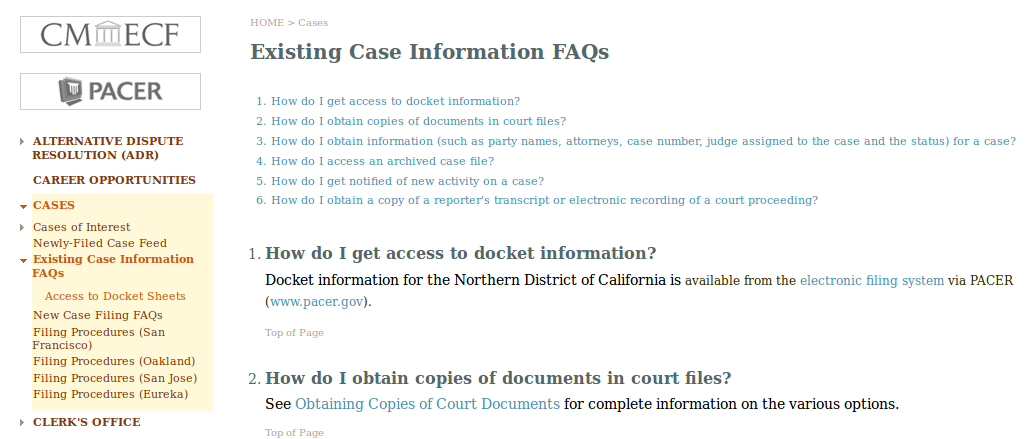 CM ECF
PACER
ALTERNATIVE DISPUTE
RESOLUTION (ADR)
CAREER OPPORTUNITIES
CASES
Cases of Interest
Newly-Filed Case Feed
Existing Case Information
FAQs
Access to Docket Sheets
New Case Filing FAQs
Filing Procedures (San
Francisco)
Filing Procedures (Oakland)
Filing Procedures (San Jose)
Filing Procedures (Eureka)
CLERK'S OFFICE
HOME > Cases
Existing Case Information FAQs
1. How do I get access to docket information?
2. How do I obtain copies of documents in court files?
3. How do I obtain information (such as party names, attorneys, case number, judge assigned to the case and the status) for a case?
4. How do I access an archived case file?
5. How do I get notified of new activity on a case?
6. How do I obtain a copy of a reporter's transcript or electronic recording of a court proceeding?
1. How do I get access to docket information?
Docket information for the Northern District of California is available from the electronic filing system via PACER
(www.pacer.gov).
Top of Page
2. How do I obtain copies of documents in court files?
See Obtaining Copies of Court Documents for complete information on the various options.
Top of Page